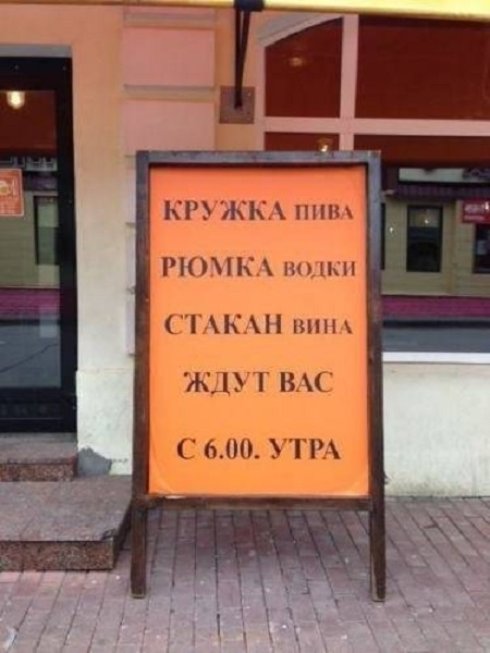 КРУЖКА ПИВА
РЮМКА ВОДКИ
СТАКАН ВИНА
ЖДУТ ВАС
С 6.00. УТРА